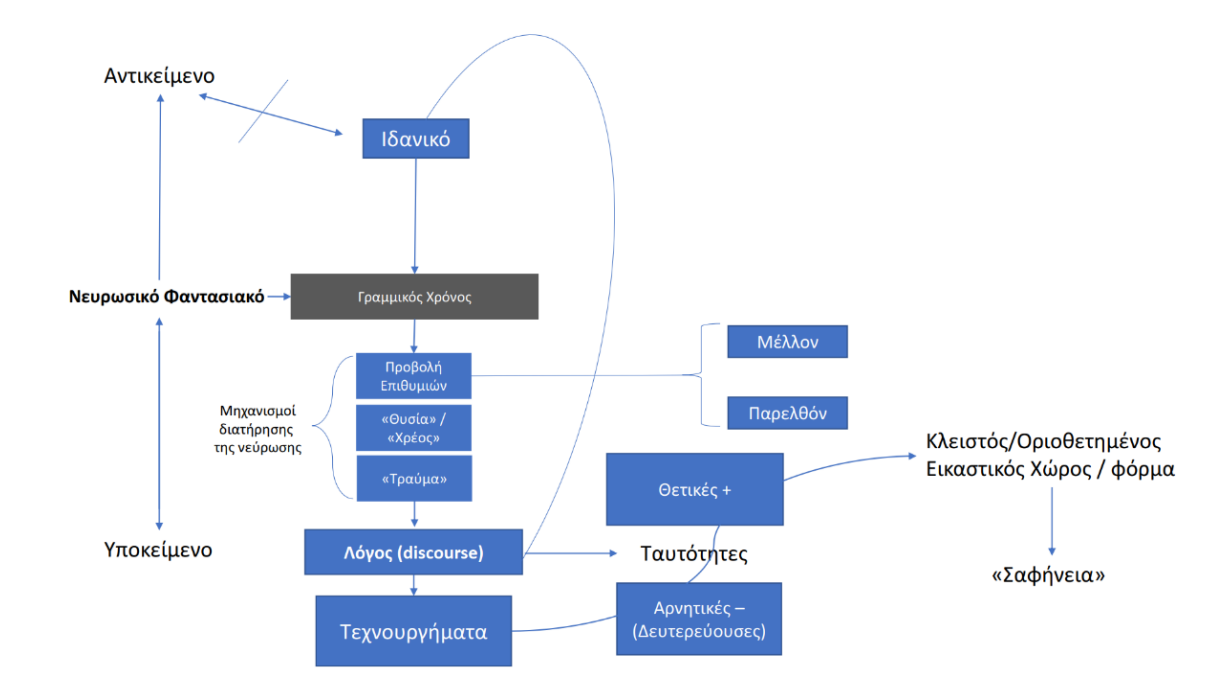 Αντικείμενο
Ιδανικό
Νευρωσικό Φαντασιακό
Γραμμικός Χρόνος
Μέλλον
Προβολή
Επιθυμιών
Παρελθόν
Μηχανισμοί
διατήρησης
της νεύρωσης
«Θυσία» /
«Χρέος»
«Τραύμα»
Κλειστός/Οριοθετημένος
Εικαστικός Χώρος / φόρμα
Θετικές +
Υποκείμενο
Λόγος (discourse)
Ταυτότητες
«Σαφήνεια»
Τεχνουργήματα
Αρνητικές –
(Δευτερεύουσες)